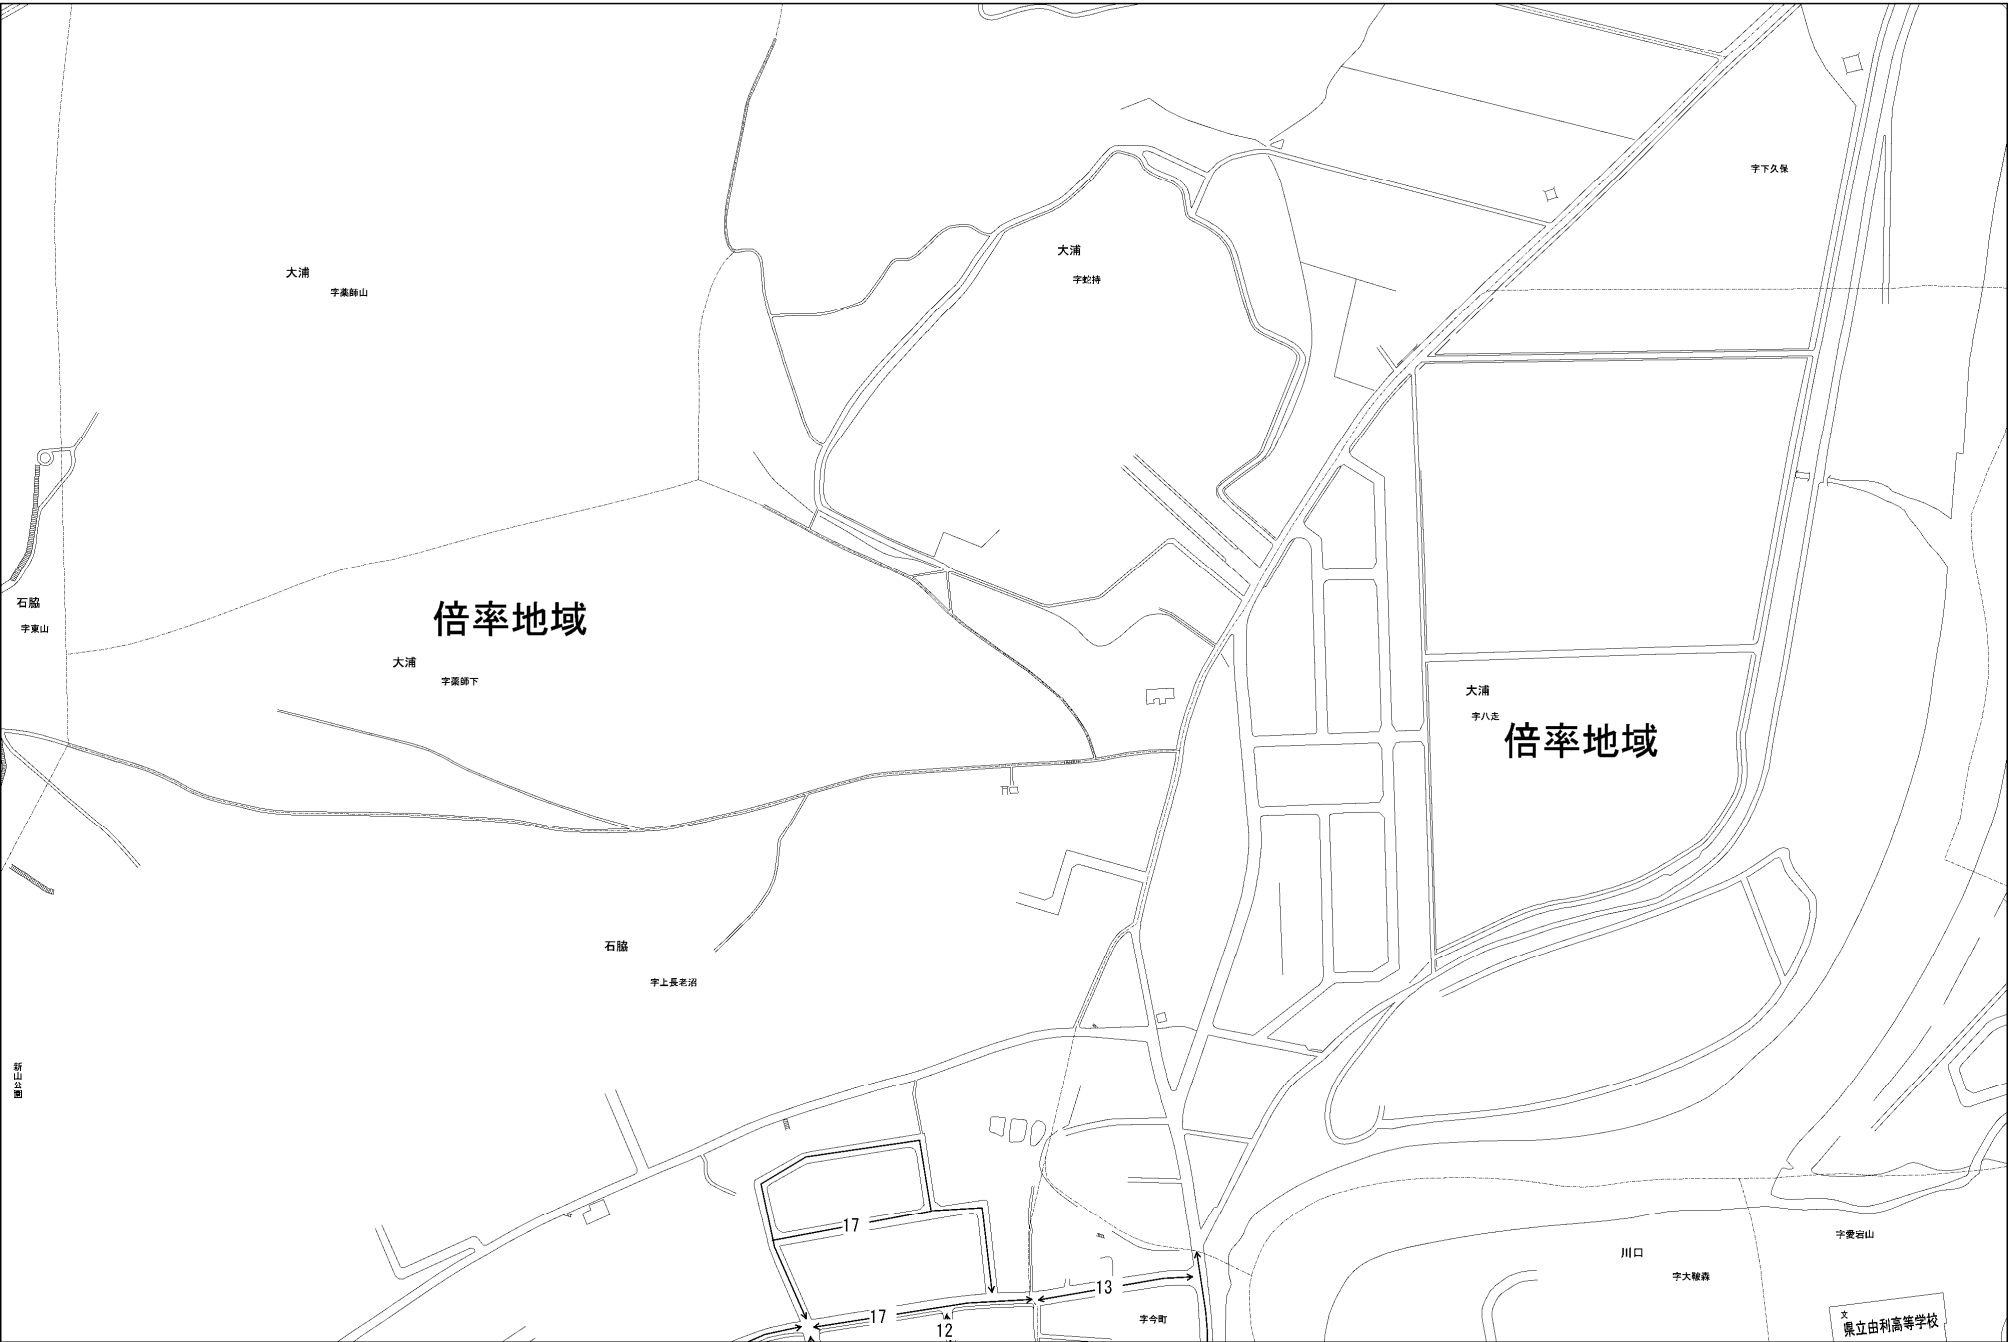 字下久保
大浦
字蛇持
大浦
字薬師山
石脇
字東山
倍率地域
大浦
字薬師下
大浦
字八走
倍率地域
石脇
字上長老沼
新山公園
17
17
12
13
字今町
川口
字大鞁森
字愛宕山
文
県立由利高等学校